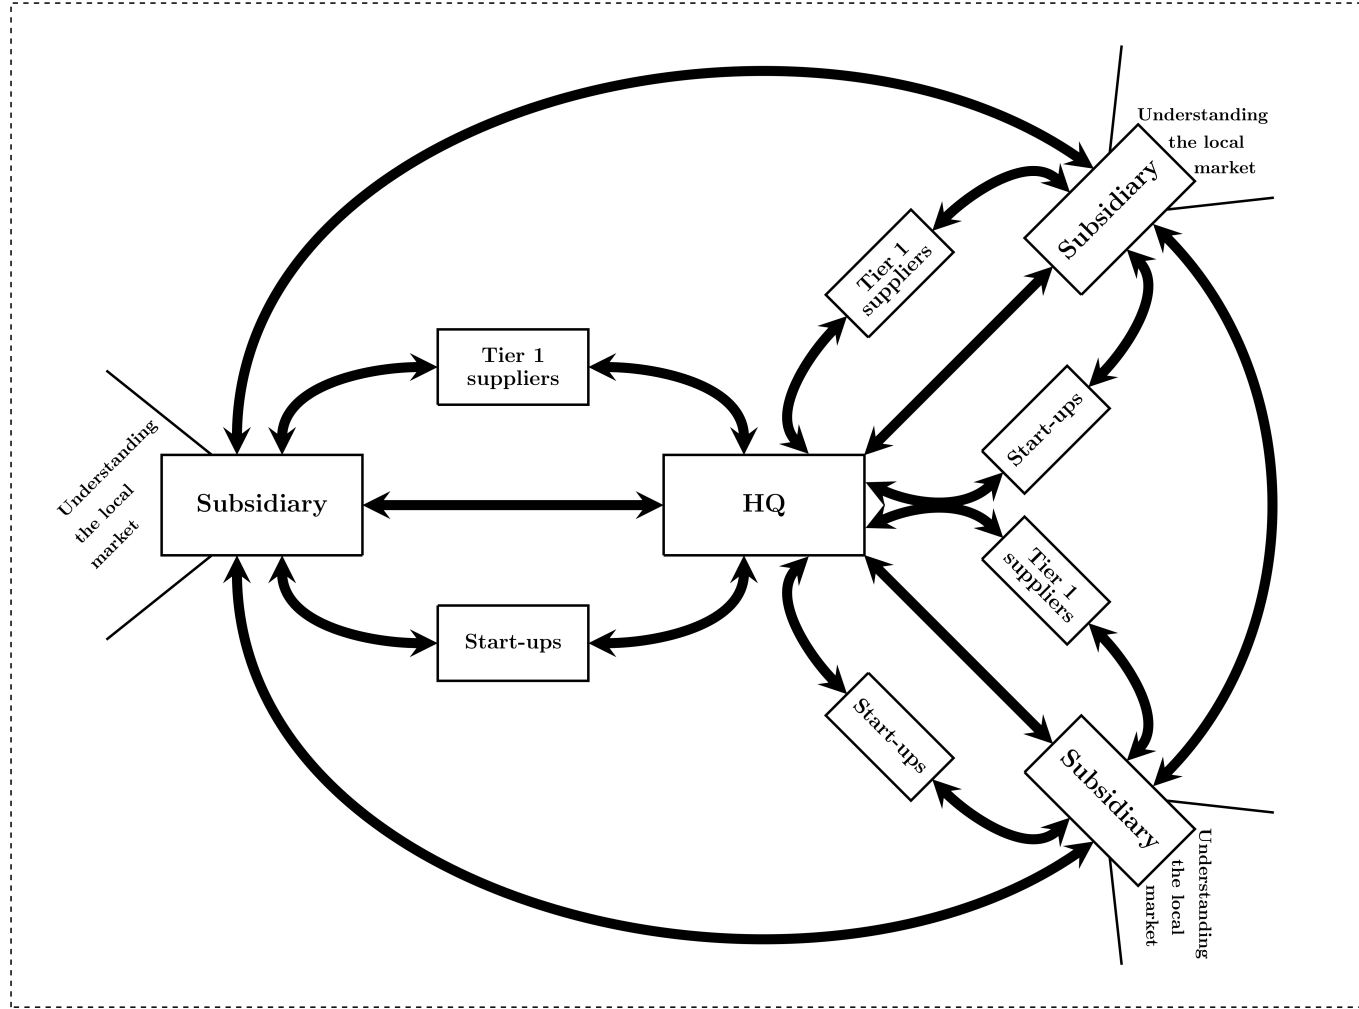 Understanding
the local
market
Subsidiary
Tier 1
suppliers
Tier 1
suppliers
Start-ups
Understanding
the local
market
Subsidiary
HQ
Tier 1
suppliers
Start-ups
Start-ups
Subsidiary
Understanding
the local
market